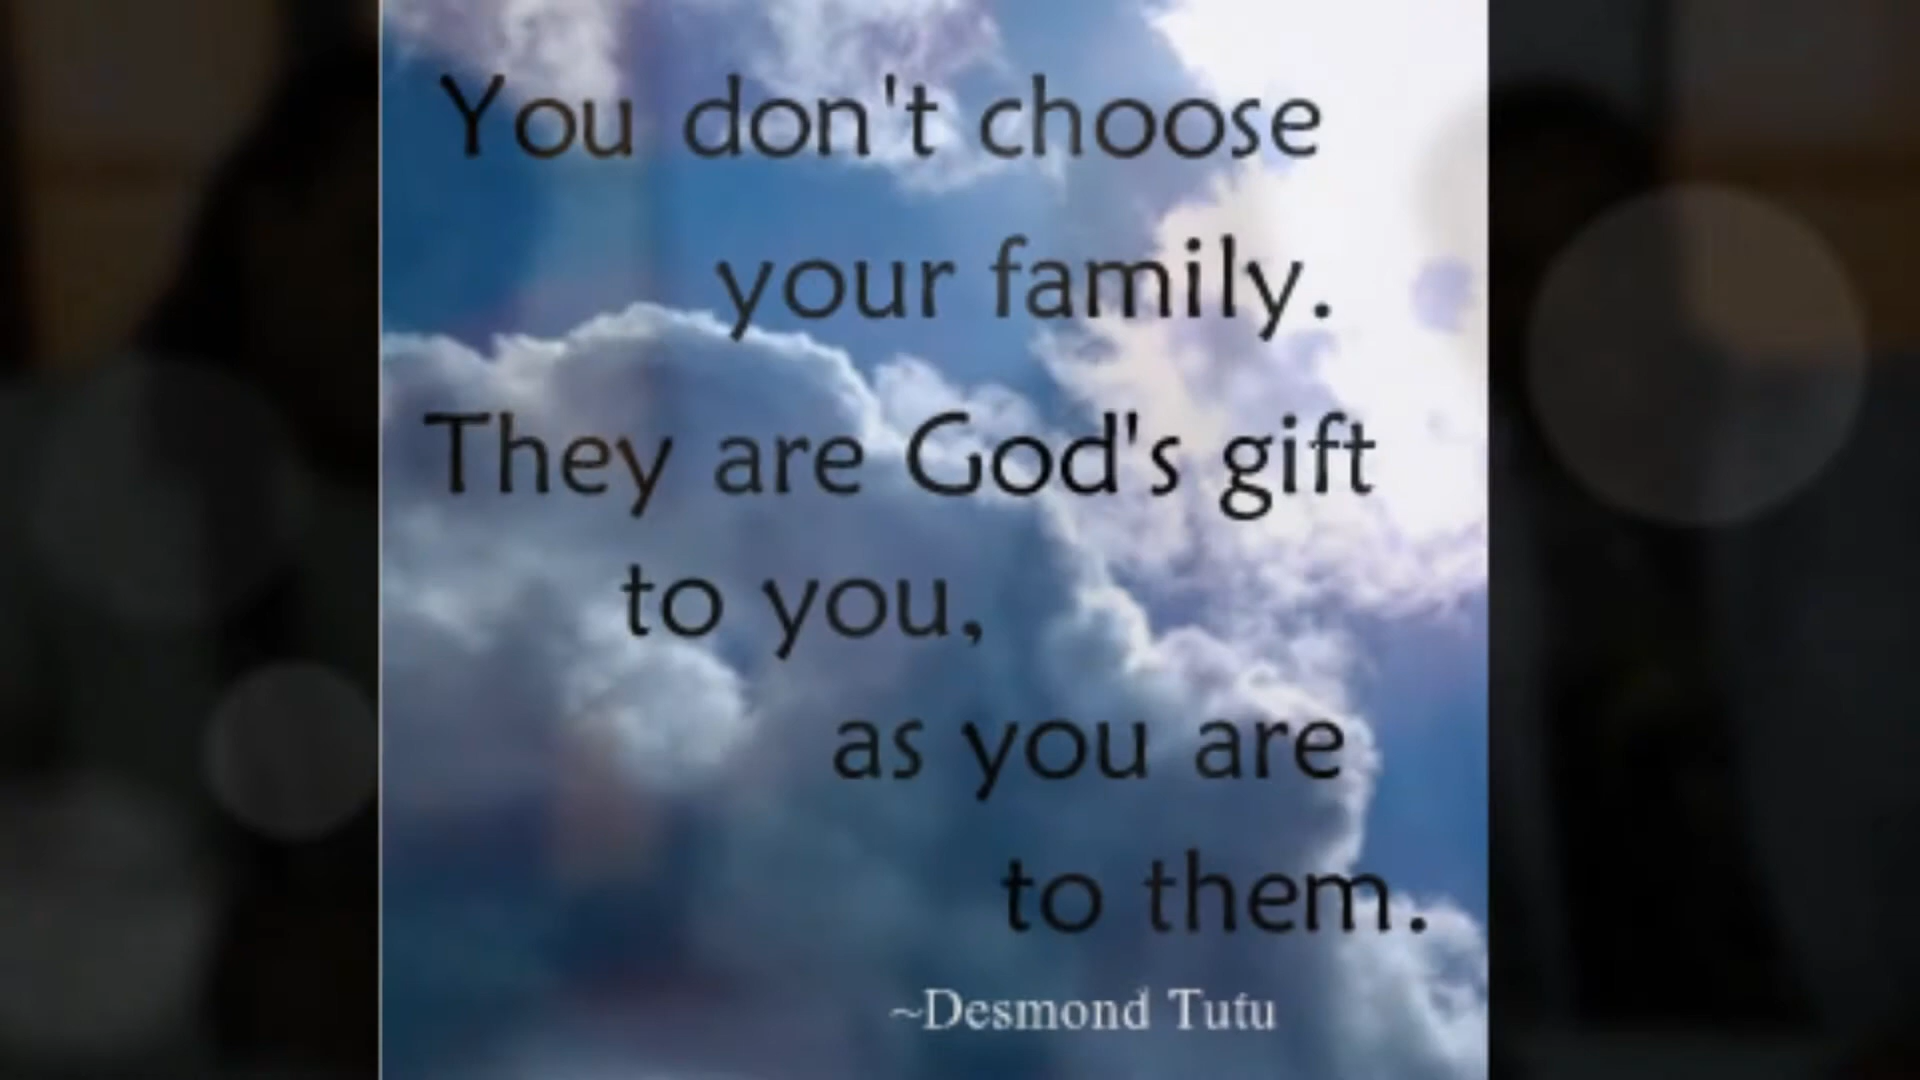 You don't choose
your family.
They are God's gift
to you,
as you are
to them.
~Desmond Tutu